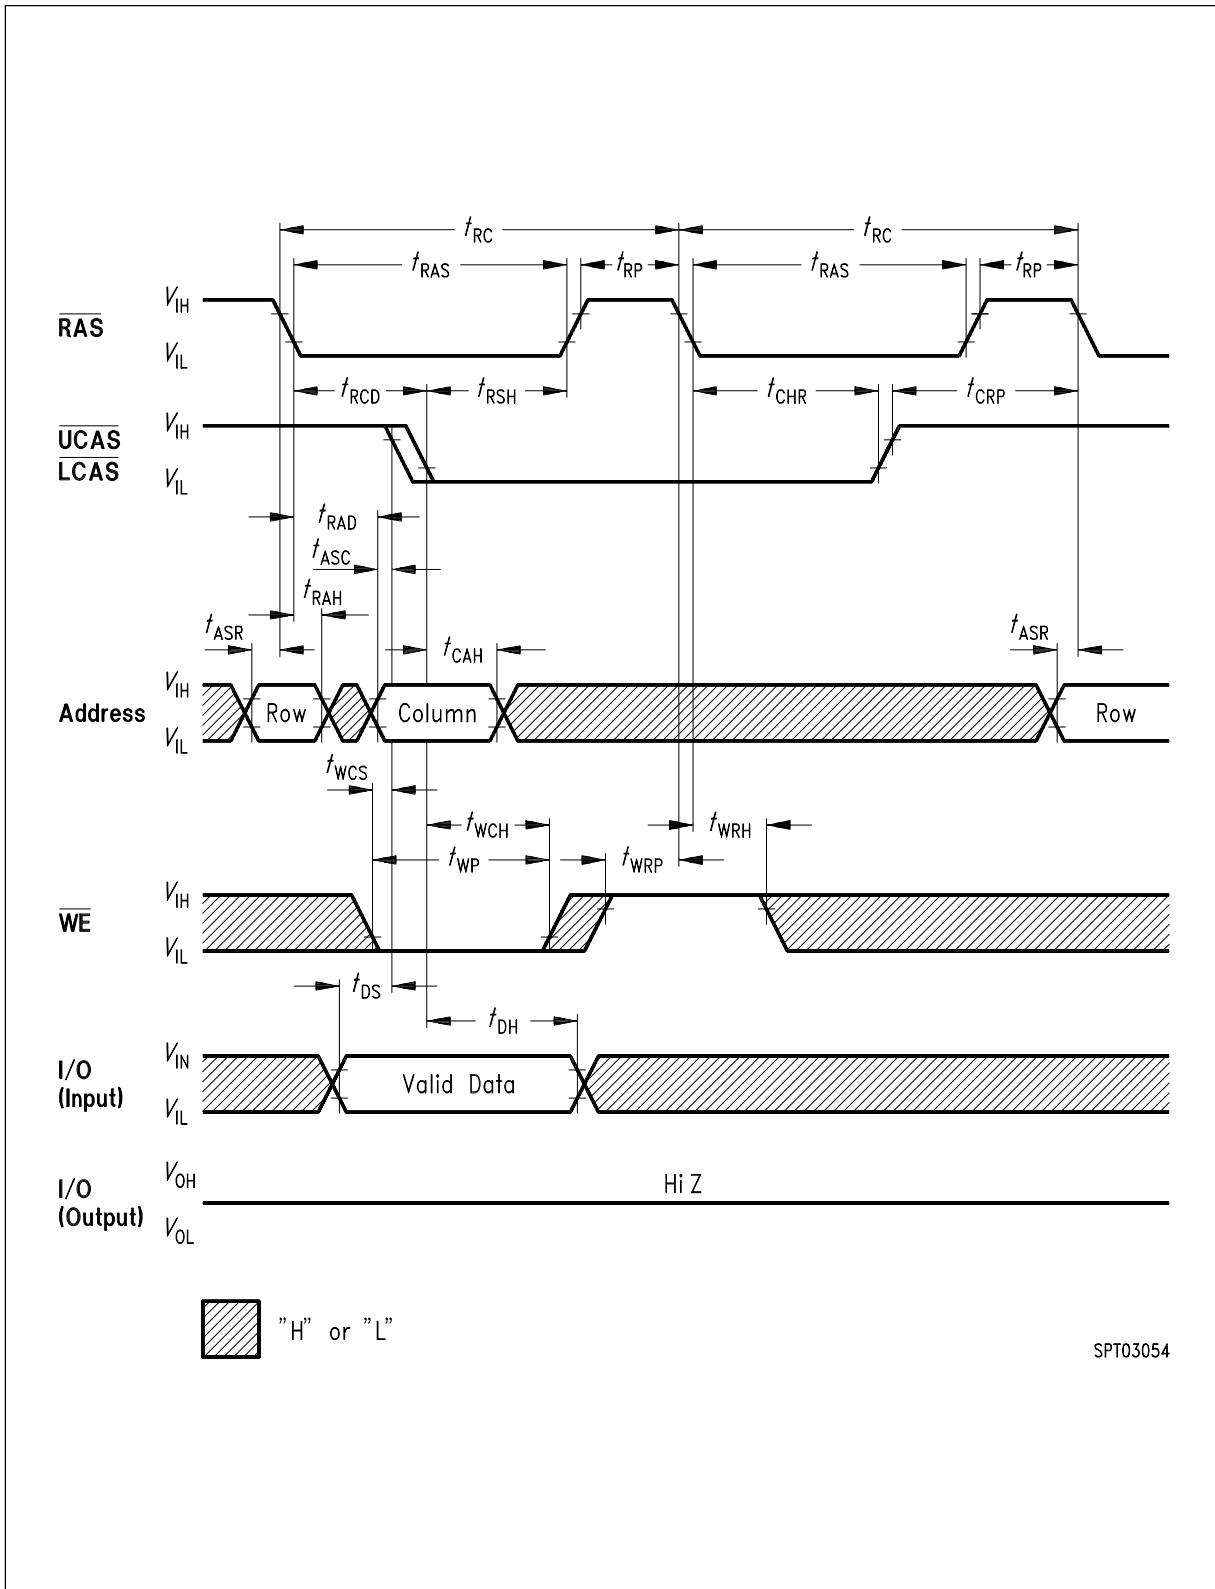 tRC tRC
tRAS tRP tRAS tRP
RAS VIH
VIL
tRCD tRSH tCHR tCRP
UCAS VIH
LCAS VIL
tRAD
tASC
tRAH
tASR tCAH tASR
Address VIH Row Column Row
VIL
tWCS
tWCH tWRH
tWP tWRP
WE VIH
VIL
tDS
tDH
I/O (Input) VIN Valid Data
VIL
I/O (Output) VOH Hi Z
VOL
"H" or "L"
SPT03054